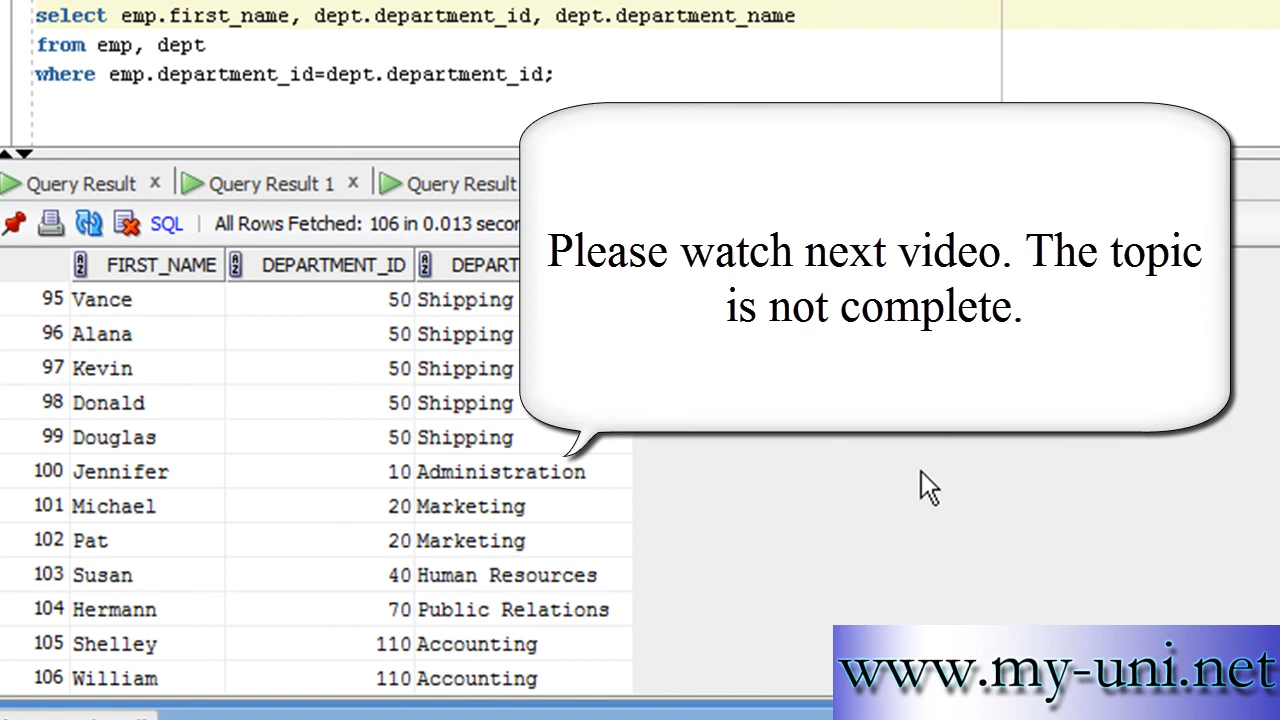 select emp.first_name, dept.department_id, dept.department_name
from emp, dept
where emp.department_id=dept.department_id;
Query Result x Query Result 1 x Query Result
SQL | All Rows Fetched: 106 in 0.013
FIRST_NAME DEPARTMENT_ID
95 Vance 50 Shipping
96 Alana 50 Shipping
97 Kevin 50 Shipping
98 Donald 50 Shipping
99 Douglas 50 Shipping
100 Jennifer 10 Administration
101 Michael 20 Marketing
102 Pat 20 Marketing
103 Susan 40 Human Resources
104 Hermann 70 Public Relations
105 Shelley 110 Accounting
106 William 110 Accounting
Please watch next video. The topic
is not complete.
www.my-uni.net